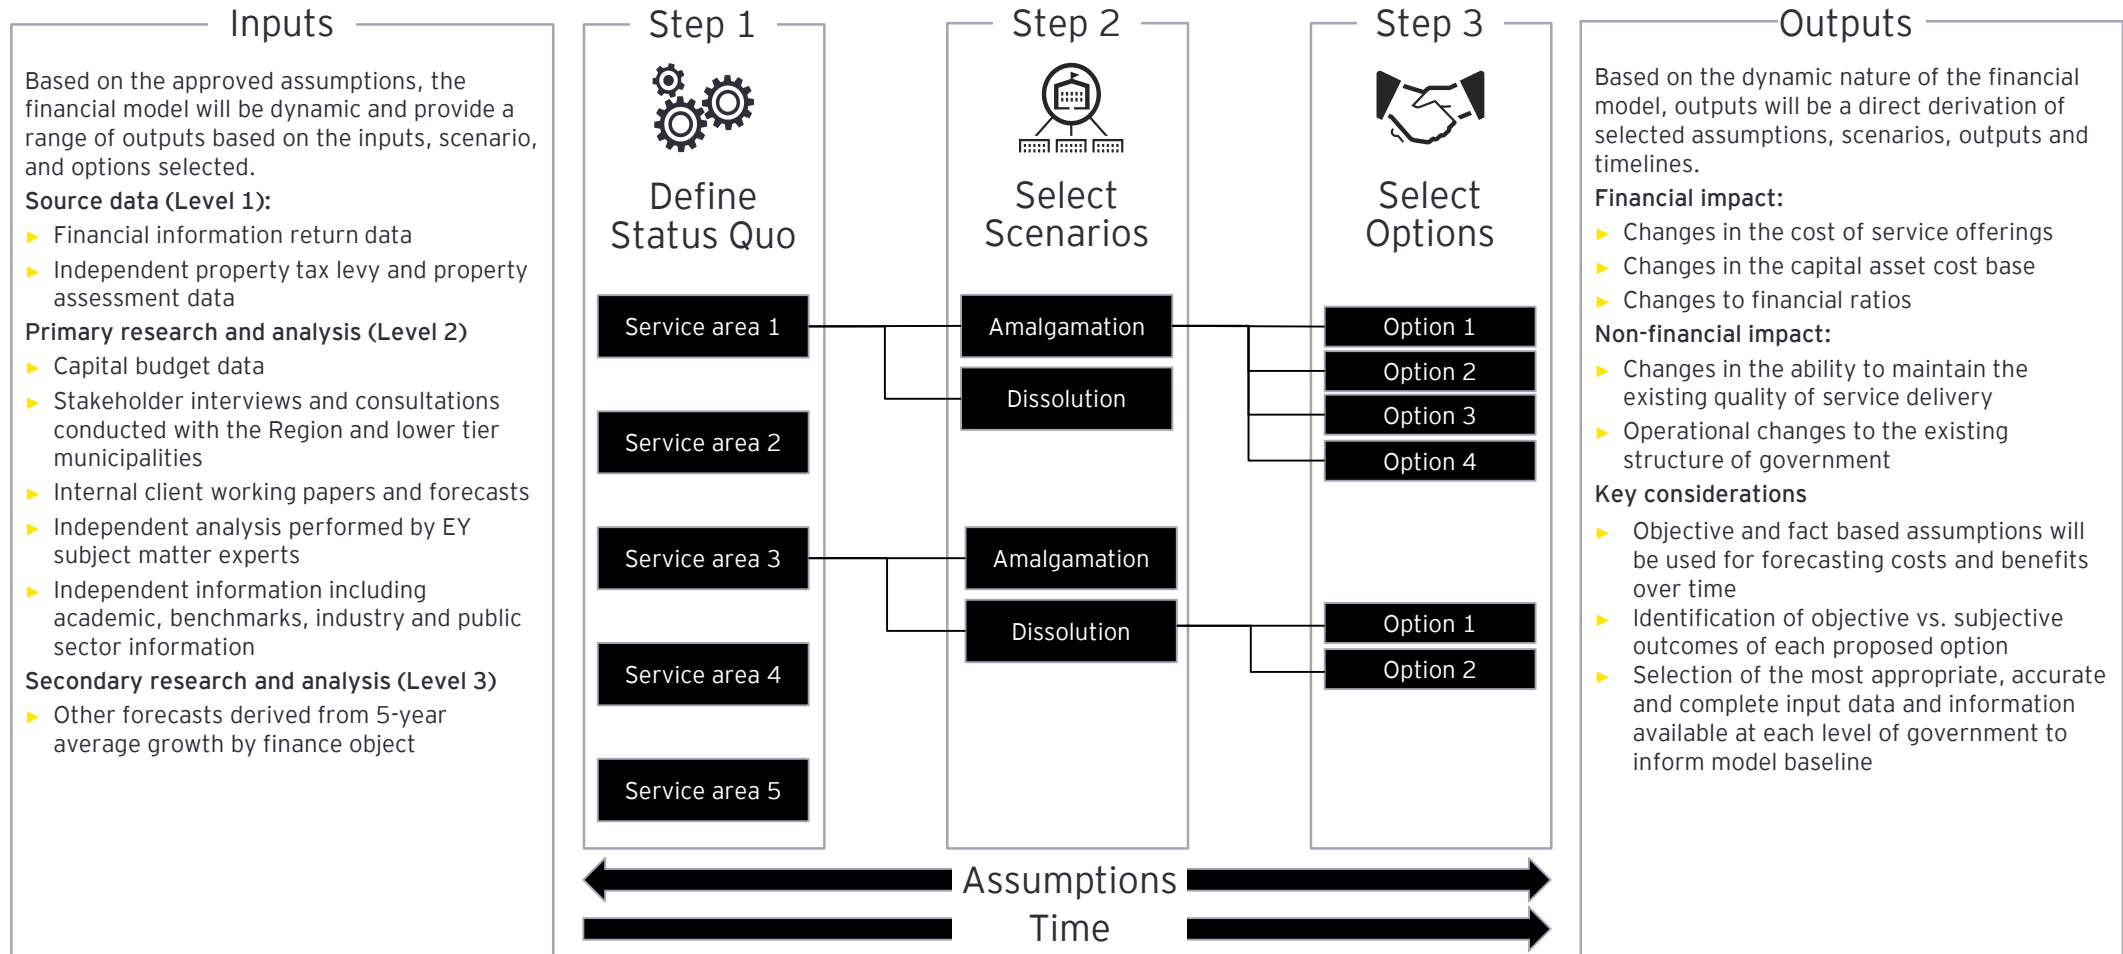 Inputs
Based on the approved assumptions, the
financial model will be dynamic and provide a
range of outputs based on the inputs, scenario,
and options selected.
Source data (Level 1):
► Financial information return data
► Independent property tax levy and property
assessment data
Primary research and analysis (Level 2)
► Capital budget data
► Stakeholder interviews and consultations
conducted with the Region and lower tier
municipalities
► Internal client working papers and forecasts
► Independent analysis performed by EY
subject matter experts
► Independent information including
academic, benchmarks, industry and public
sector information
Secondary research and analysis (Level 3)
► Other forecasts derived from 5-year
average growth by finance object
Step 1
Define
Status Quo
Service area 1
Service area 2
Service area 3
Service area 4
Service area 5
Step 2
Select
Scenarios
Amalgamation
Dissolution
Amalgamation
Dissolution
Step 3
Select
Options
Option 1
Option 2
Option 3
Option 4
Option 1
Option 2
Assumptions
Time
Outputs
Based on the dynamic nature of the financial
model, outputs will be a direct derivation of
selected assumptions, scenarios, outputs and
timelines.
Financial impact:
► Changes in the cost of service offerings
► Changes in the capital asset cost base
► Changes to financial ratios
Non-financial impact:
► Changes in the ability to maintain the
existing quality of service delivery
► Operational changes to the existing
structure of government
Key considerations
► Objective and fact based assumptions will
be used for forecasting costs and benefits
over time
► Identification of objective vs. subjective
outcomes of each proposed option
► Selection of the most appropriate, accurate
and complete input data and information
available at each level of government to
inform model baseline